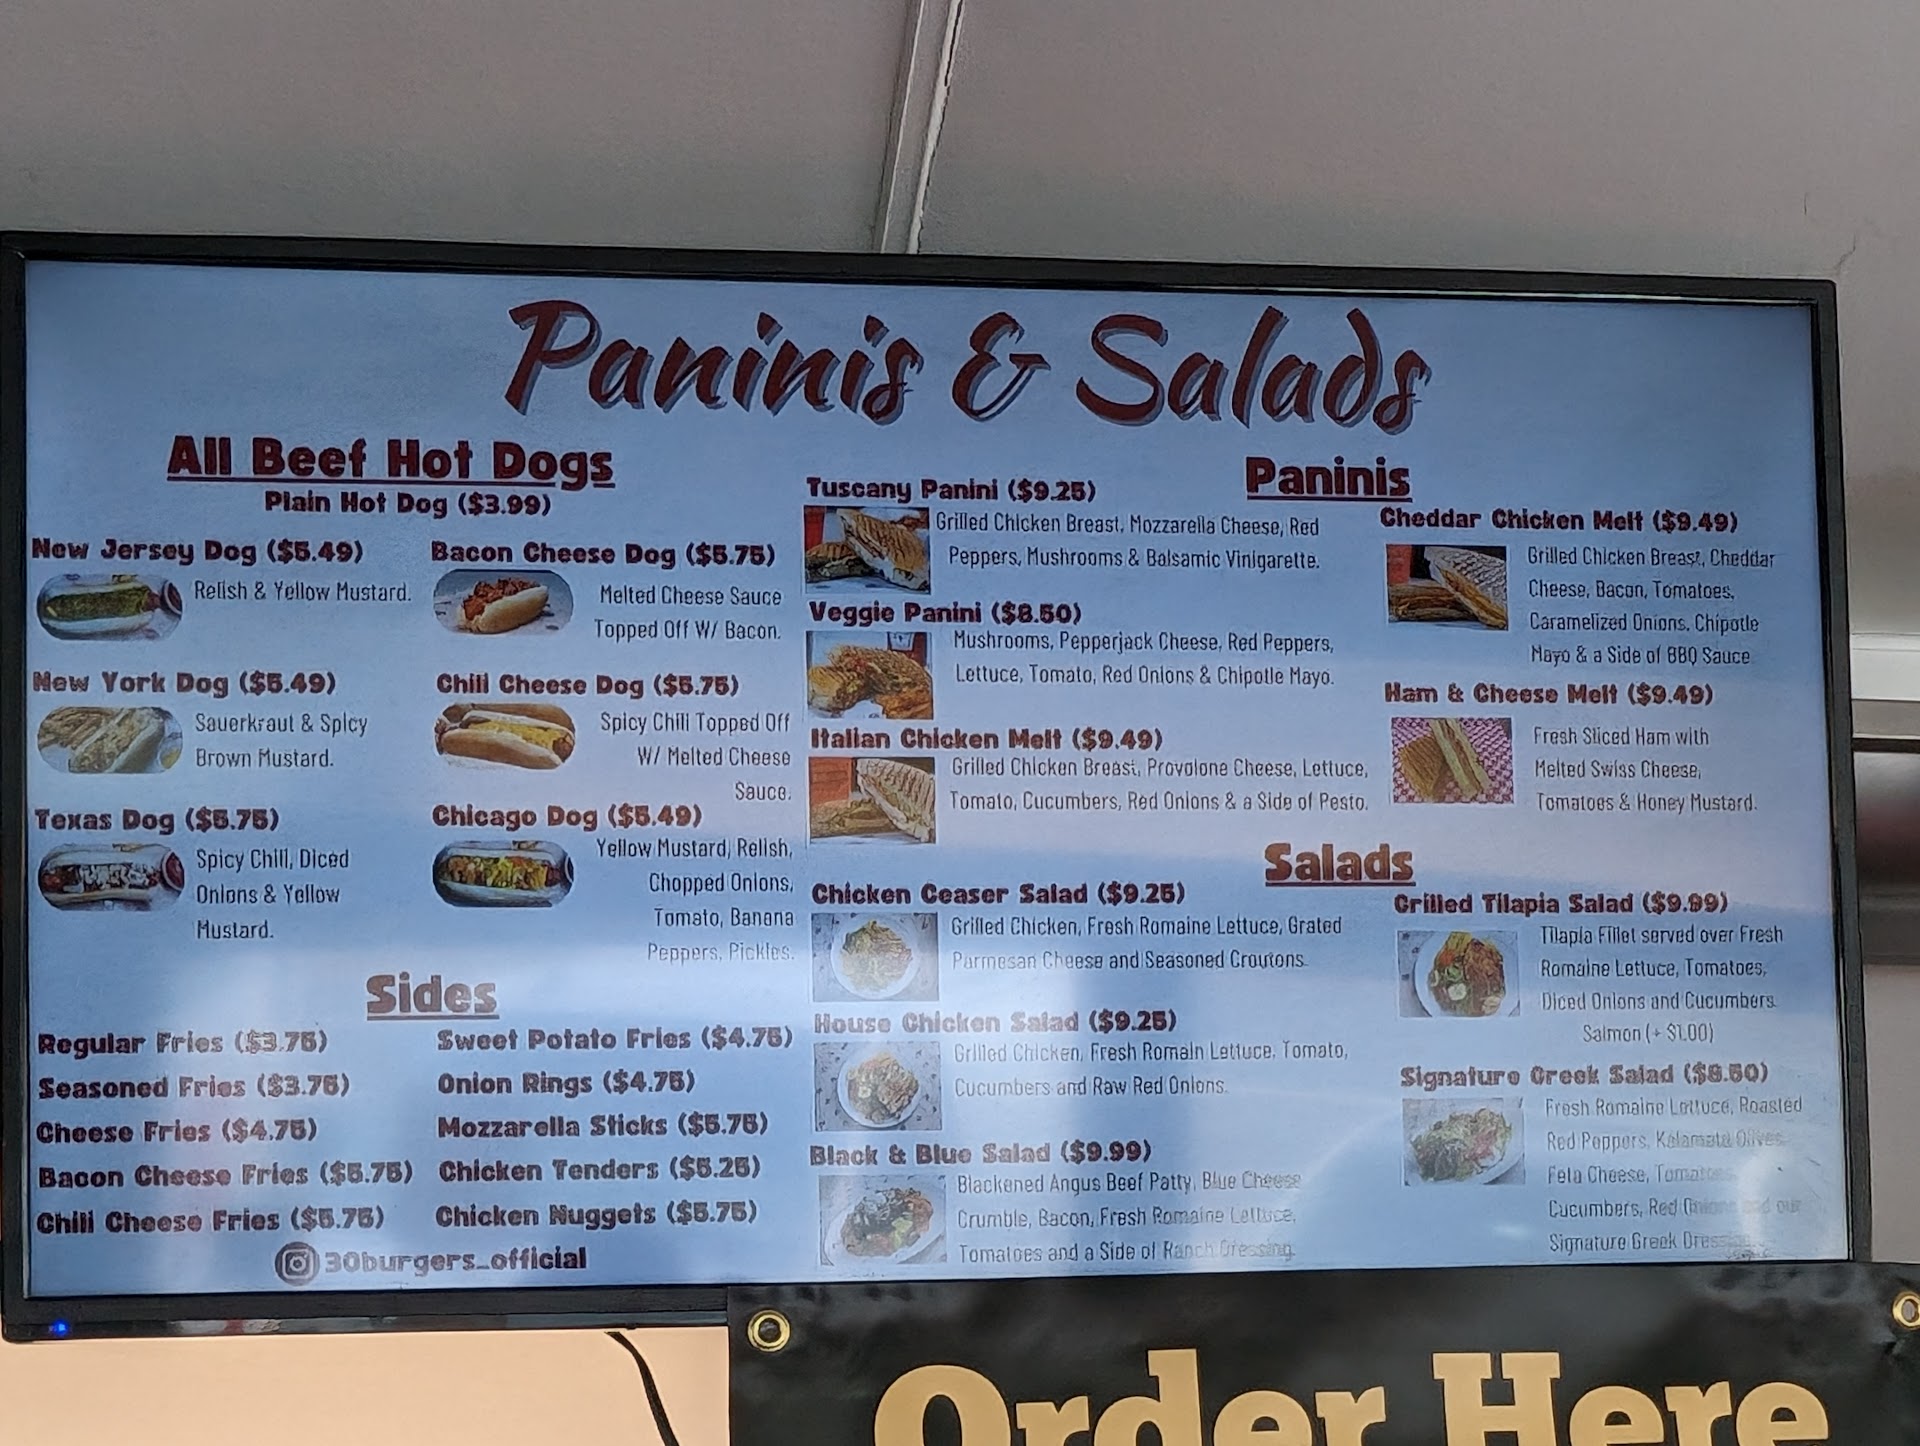 Paninis & Salads
All Beef Hot Dogs
Plain Hot Dog ($3.99)
New Jersey Dog ($5.49)
Relish & Yellow Mustard.
New York Dog ($5.49)
Sauerkraut & Spicy
Brown Mustard.
Texas Dog ($5.75)
Spicy Chili, Diced
Onions & Yellow
Mustard.
Bacon Cheese Dog ($5.75)
Melted Cheese Sauce
Topped Off W/ Bacon.
Chili Cheese Dog ($5.75)
Spicy Chili Topped Off
W/ Melted Cheese
Sauce.
Chicago Dog ($5.49)
Yellow Mustard, Relish,
Chopped Onions,
Tomato, Banana
Peppers, Pickles.
Sides
Regular Fries ($3.75)
Seasoned Fries ($3.75)
Cheese Fries ($4.75)
Bacon Cheese Fries ($5.75)
Chili Cheese Fries ($5.75)
Sweet Potato Fries ($4.75)
Onion Rings ($4.75)
Mozzarella Sticks ($5.75)
Chicken Tenders ($5.25)
Chicken Nuggets ($5.75)
30burgers_official
Paninis
Tuscany Panini ($9.25)
Grilled Chicken Breast, Mozzarella Cheese, Red
Peppers, Mushrooms & Balsamic Vinigarette.
Veggie Panini ($8.50)
Mushrooms, Pepperjack Cheese, Red Peppers,
Lettuce, Tomato, Red Onions & Chipotle Mayo.
Italian Chicken Melt ($9.49)
Grilled Chicken Breast, Provolone Cheese, Lettuce,
Tomato, Cucumbers, Red Onions & a Side of Pesto.
Cheddar Chicken Melt ($9.49)
Grilled Chicken Breast, Cheddar
Cheese, Bacon, Tomatoes,
Caramelized Onions, Chipotle
Mayo & a Side of BBQ Sauce
Ham & Cheese Melt ($9.49)
Fresh Sliced Ham with
Melted Swiss Cheese,
Tomatoes & Honey Mustard.
Salads
Chicken Ceaser Salad ($9.25)
Grilled Chicken, Fresh Romaine Lettuce, Grated
Parmesan Cheese and Seasoned Croutons.
House Chicken Salad ($9.25)
Grilled Chicken, Fresh Romain Lettuce, Tomato,
Cucumbers and Raw Red Onions.
Black & Blue Salad ($9.99)
Blackened Angus Beef Patty, Blue Cheese
Crumble, Bacon, Fresh Romaine Lettuce,
Tomatoes and a Side of Ranch Dressing.
Grilled Tilapia Salad ($9.99)
Tilapia Fillet served over Fresh
Romaine Lettuce, Tomatoes,
Diced Onions and Cucumbers.
Salmon (+ $1.00)
Signature Greek Salad ($8.50)
Fresh Romaine Lettuce, Roasted
Red Peppers, Kalamata Olives
Feta Cheese, Tomatoes
Cucumbers, Red Onions and our
Signature Greek Dressing
Order Here